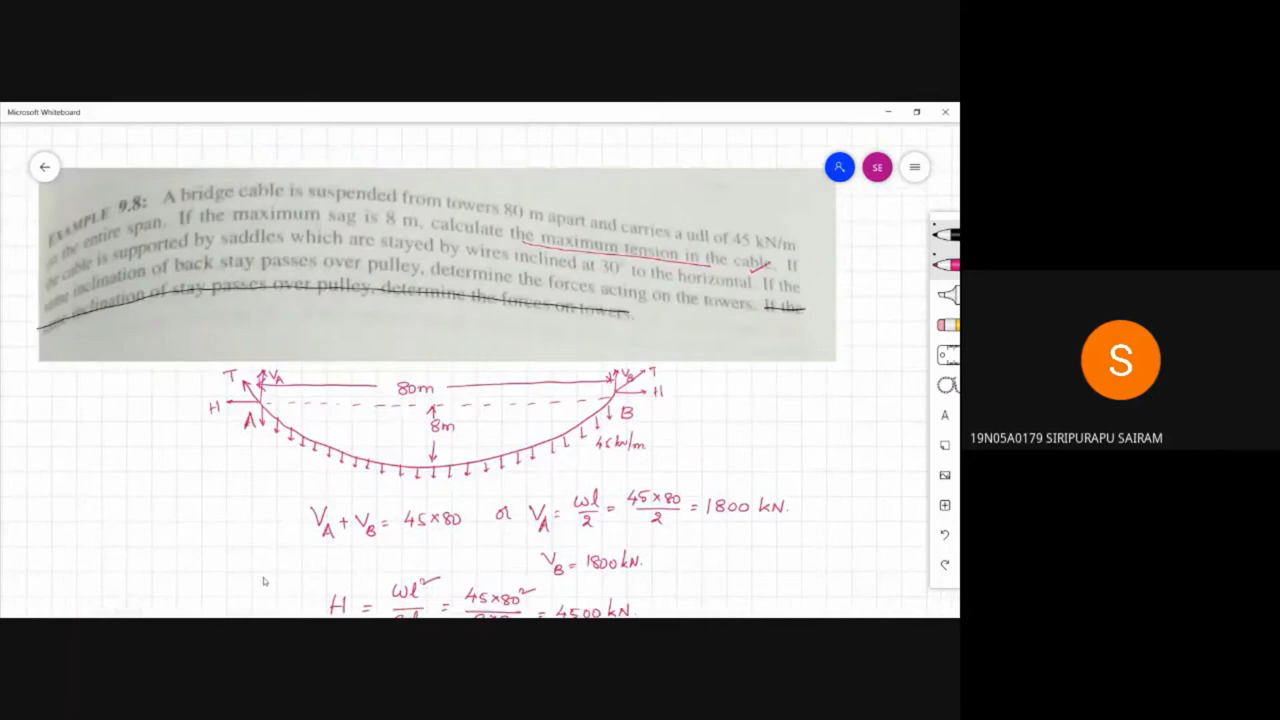 Microsoft Whiteboard
SE
EXAMPLE 9.8: A bridge cable is suspended from towers 80 m apart and carries a udl of 45 kN/m
on the entire span. If the maximum sag is 8 m, calculate the maximum tension in the cable. If
the cable is supported by saddles which are stayed by wires inclined at 30° to the horizontal. If the
same inclination of back stay passes over pulley, determine the forces acting on the towers. If the
inclination of stay passes over pulley, determine the forces on towers.
T VA 80m VB T
H H
A 8m B
45kN/m
VA + VB = 45×80 or VA = wl/2 = 45×80/2 = 1800 kN.
VB = 1800 kN.
H = wl² = 45×80² = 4500 kN.
A
S
19N05A0179 SIRIPURAPU SAIRAM